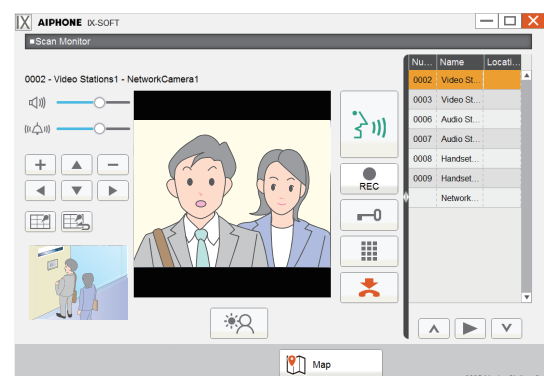 AIPHONE IX-SOFT
■Scan Monitor
0002 - Video Stations1 - NetworkCamera1
REC
Nu... Name Locati...
0002 Video St...
0003 Video St...
0006 Audio St...
0007 Audio St...
0008 Handset...
0009 Handset...
Network...
Map